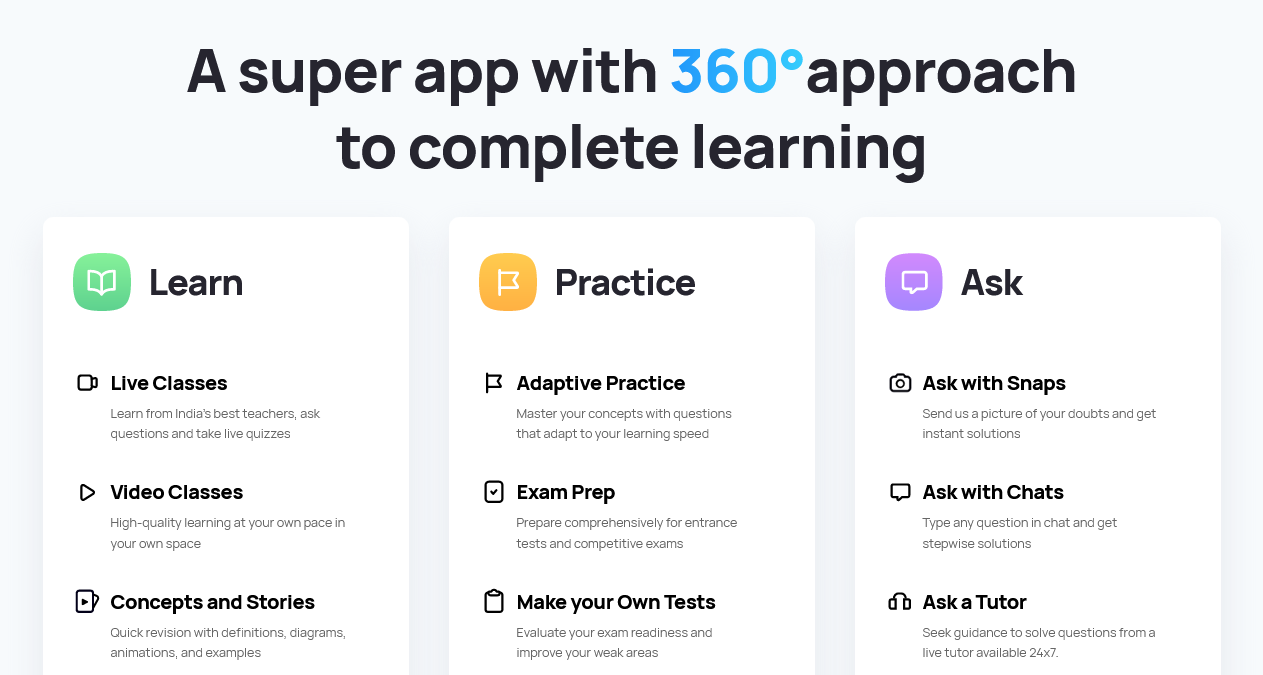 A super app with 360°approach
to complete learning
Learn
Live Classes
Learn from India's best teachers, ask
questions and take live quizzes
Video Classes
High-quality learning at your own pace in
your own space
Concepts and Stories
Quick revision with definitions, diagrams,
animations, and examples
Practice
Adaptive Practice
Master your concepts with questions
that adapt to your learning speed
Exam Prep
Prepare comprehensively for entrance
tests and competitive exams
Make your Own Tests
Evaluate your exam readiness and
improve your weak areas
Ask
Ask with Snaps
Send us a picture of your doubts and get
instant solutions
Ask with Chats
Type any question in chat and get
stepwise solutions
Ask a Tutor
Seek guidance to solve questions from a
live tutor available 24x7.